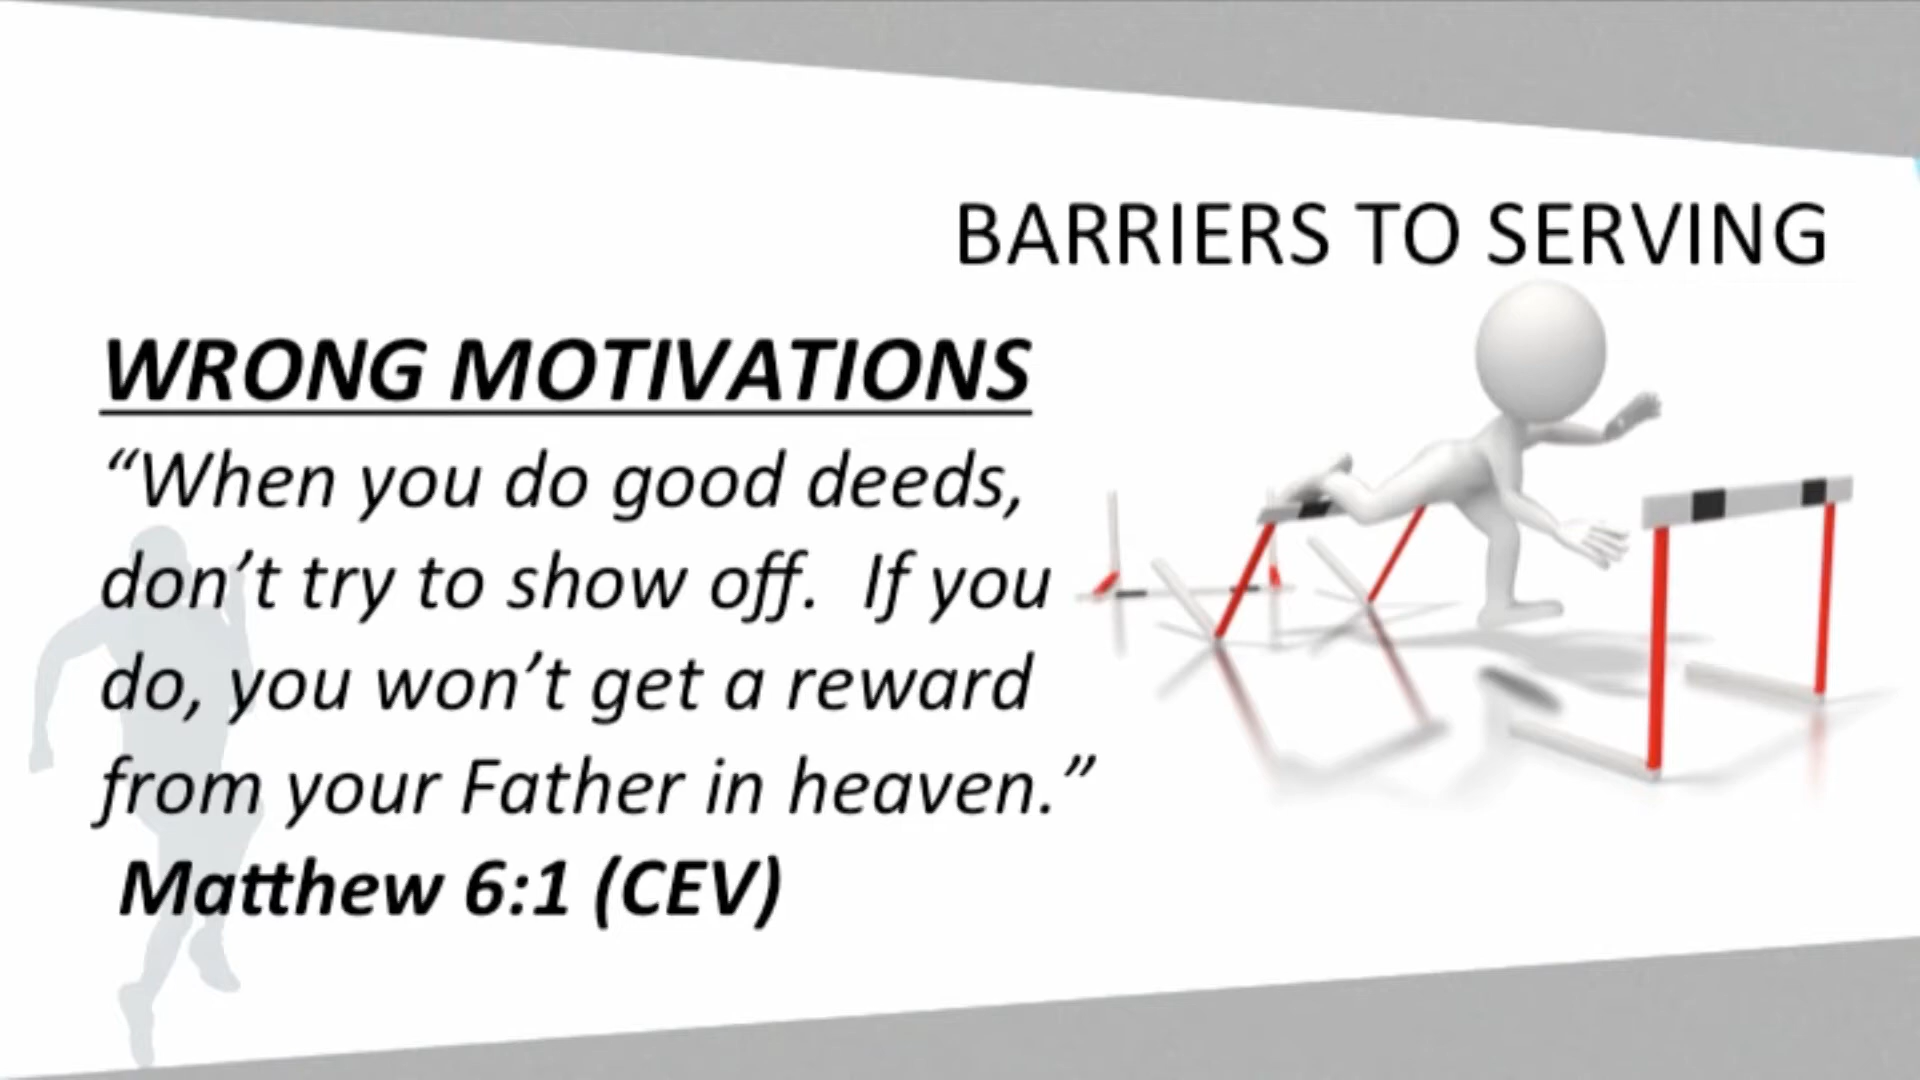 BARRIERS TO SERVING
WRONG MOTIVATIONS
“When you do good deeds,
don’t try to show off.  If you
do, you won’t get a reward
from your Father in heaven.”
Matthew 6:1 (CEV)